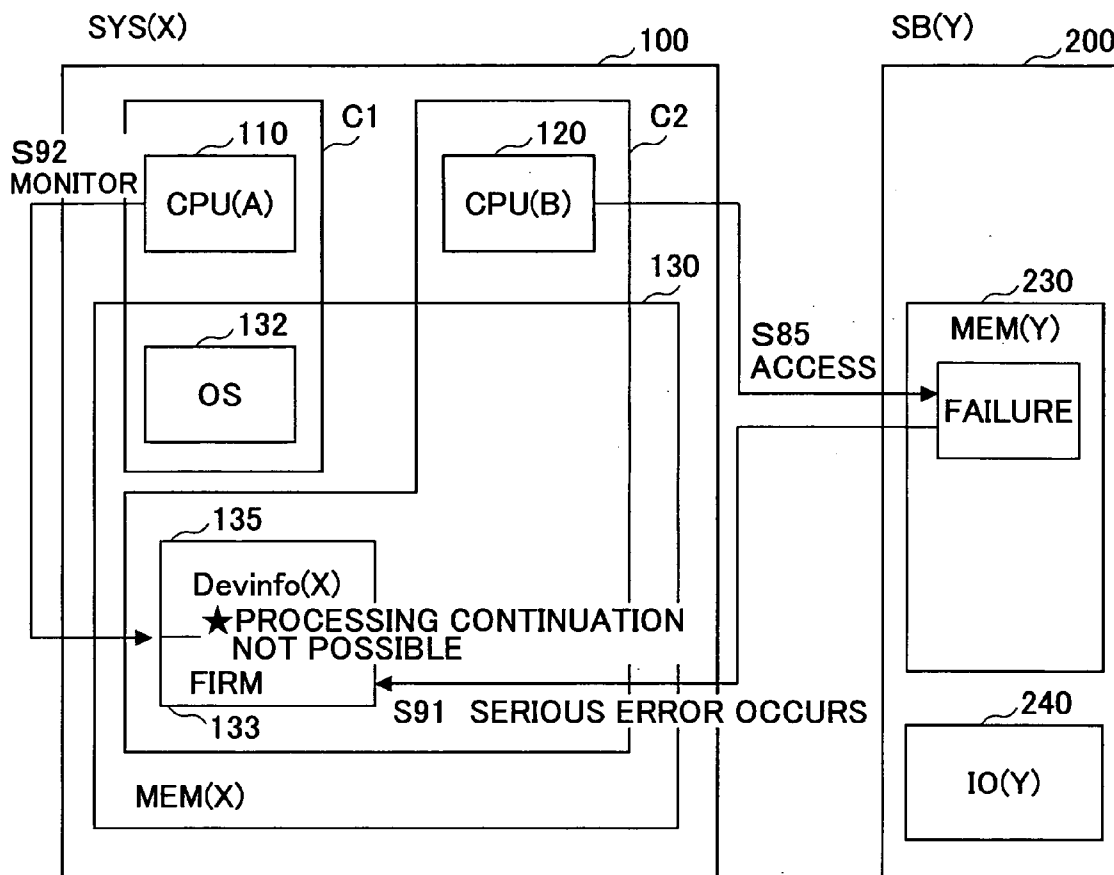 SYS(X)
100
SB(Y)
200
C1
C2
110
120
S92
MONITOR
CPU(A)
CPU(B)
130
132
230
OS
MEM(Y)
S85
ACCESS
FAILURE
135
Devinfo(X)
★PROCESSING CONTINUATION
NOT POSSIBLE
FIRM
133
S91 SERIOUS ERROR OCCURS
240
MEM(X)
IO(Y)